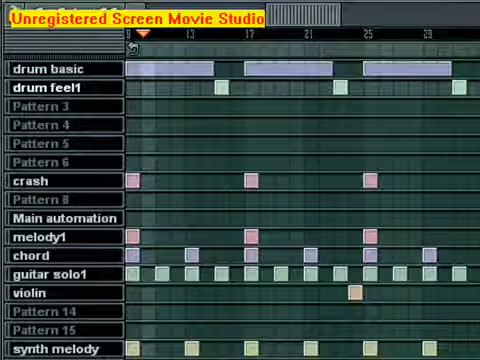 Unregistered Screen Movie Studio
9 13 17 21 25 29
drum basic
drum feel1
Pattern 3
Pattern 4
Pattern 5
Pattern 6
crash
Pattern 8
Main automation
melody1
chord
guitar solo1
violin
Pattern 14
Pattern 15
synth melody